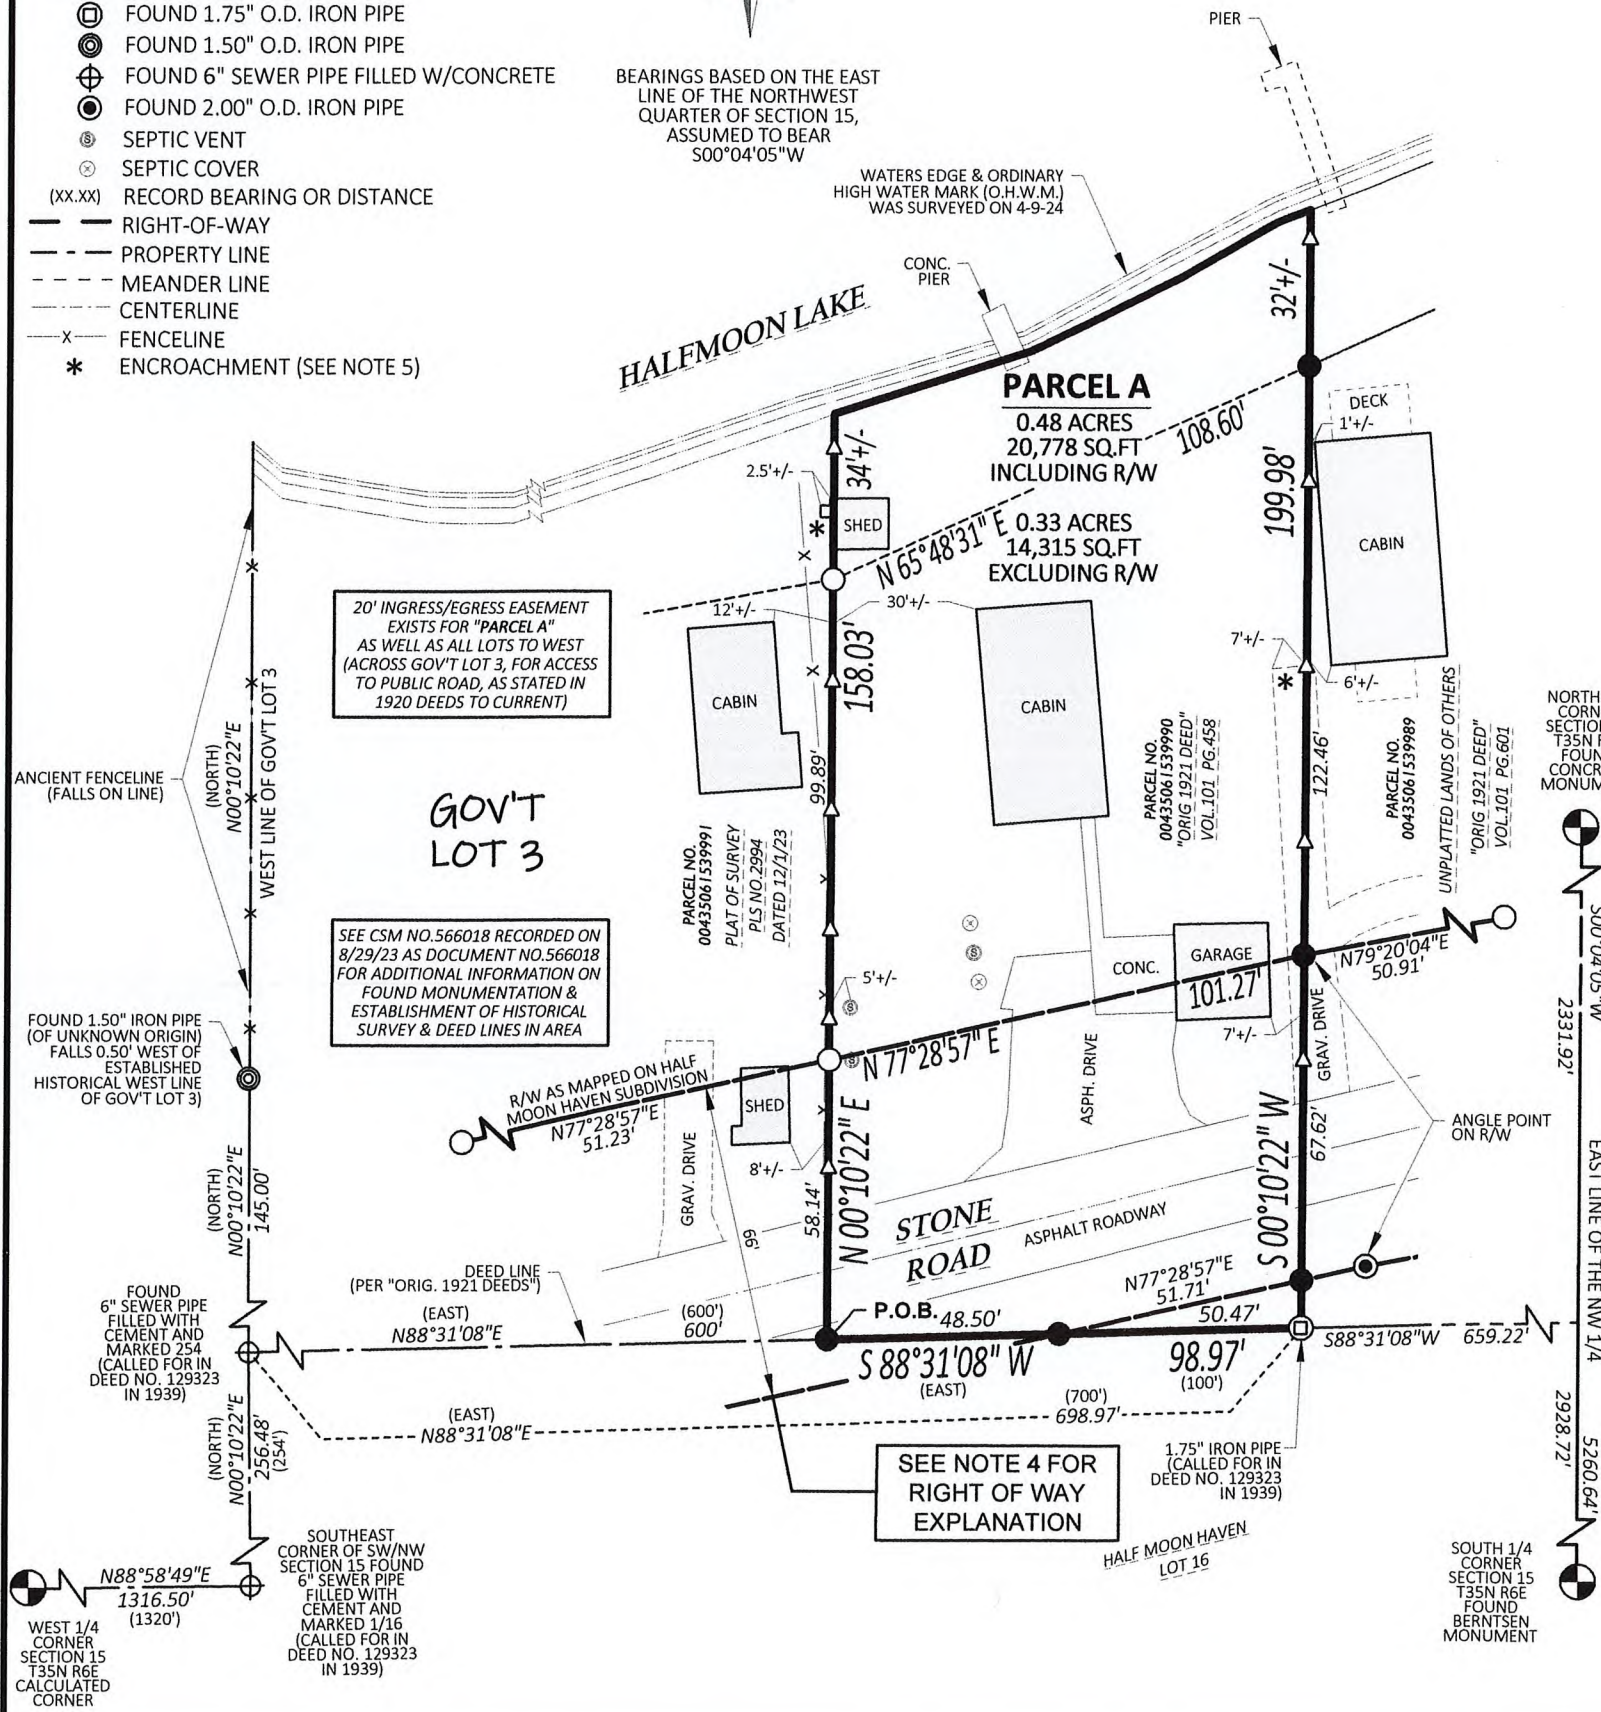 FOUND 1.75" O.D. IRON PIPE
FOUND 1.50" O.D. IRON PIPE
FOUND 6" SEWER PIPE FILLED W/CONCRETE
FOUND 2.00" O.D. IRON PIPE
SEPTIC VENT
SEPTIC COVER
(XX.XX) RECORD BEARING OR DISTANCE
RIGHT-OF-WAY
PROPERTY LINE
MEANDER LINE
CENTERLINE
X FENCELINE
* ENCROACHMENT (SEE NOTE 5)
BEARINGS BASED ON THE EAST
LINE OF THE NORTHWEST
QUARTER OF SECTION 15,
ASSUMED TO BEAR
S00°04'05"W
PIER
WATERS EDGE & ORDINARY
HIGH WATER MARK (O.H.W.M.)
WAS SURVEYED ON 4-9-24
CONC.
PIER
HALFMOON LAKE
32'+/-
PARCEL A
0.48 ACRES
20,778 SQ.FT
INCLUDING R/W
0.33 ACRES
14,315 SQ.FT
EXCLUDING R/W
108.60'
N 65°48'31" E
DECK
1'+/-
199.98'
CABIN
34'+/-
2.5'+/-
SHED
*
20' INGRESS/EGRESS EASEMENT
EXISTS FOR "PARCEL A"
AS WELL AS ALL LOTS TO WEST
(ACROSS GOV'T LOT 3, FOR ACCESS
TO PUBLIC ROAD, AS STATED IN
1920 DEEDS TO CURRENT)
12'+/-
30'+/-
158.03'
CABIN
CABIN
7'+/-
*
6'+/-
(NORTH)
N00°10'22"E
WEST LINE OF GOV'T LOT 3
ANCIENT FENCELINE
(FALLS ON LINE)
GOV'T
LOT 3
99.89'
PARCEL NO.
00435061539991
PLAT OF SURVEY
PLS NO.2994
DATED 12/1/23
PARCEL NO.
00435061539990
"ORIG 1921 DEED"
VOL.101 PG.458
122.46'
PARCEL NO.
00435061539989
UNPLATTED LANDS OF OTHERS
"ORIG 1921 DEED"
VOL.101 PG.601
NORTH
CORN
SECTION
T35N R
FOUN
CONCR
MONUM
SEE CSM NO.566018 RECORDED ON
8/29/23 AS DOCUMENT NO.566018
FOR ADDITIONAL INFORMATION ON
FOUND MONUMENTATION &
ESTABLISHMENT OF HISTORICAL
SURVEY & DEED LINES IN AREA
5'+/-
CONC.
GARAGE
101.27'
7'+/-
N79°20'04"E
50.91'
GRAV. DRIVE
S00°04'05"W
2331.92'
FOUND 1.50" IRON PIPE
(OF UNKNOWN ORIGIN)
FALLS 0.50' WEST OF
ESTABLISHED
HISTORICAL WEST LINE
OF GOV'T LOT 3)
R/W AS MAPPED ON HALF
MOON HAVEN SUBDIVISION
N77°28'57"E
51.23'
N 77°28'57" E
SHED
8'+/-
GRAV. DRIVE
ASPH. DRIVE
66'
58.14'
N 00°10'22" E
S 00°10'22" W
67.62'
ANGLE POINT
ON R/W
EAST LINE OF THE NW 1/4
(NORTH)
N00°10'22"E
145.00'
STONE
ROAD
ASPHALT ROADWAY
DEED LINE
(PER "ORIG. 1921 DEEDS")
FOUND
6" SEWER PIPE
FILLED WITH
CEMENT AND
MARKED 254
(CALLED FOR IN
DEED NO. 129323
IN 1939)
(EAST)
N88°31'08"E
(600')
600'
P.O.B.
48.50'
N77°28'57"E
51.71'
50.47'
S 88°31'08" W
(EAST)
98.97'
(100')
S88°31'08"W 659.22'
(EAST)
N88°31'08"E
(700')
698.97'
(NORTH)
N00°10'22"E
256.48'
(254')
SEE NOTE 4 FOR
RIGHT OF WAY
EXPLANATION
1.75" IRON PIPE
(CALLED FOR IN
DEED NO. 129323
IN 1939)
2928.72'
5260.64'
HALF MOON HAVEN
LOT 16
SOUTHEAST
CORNER OF SW/NW
SECTION 15 FOUND
6" SEWER PIPE
FILLED WITH
CEMENT AND
MARKED 1/16
(CALLED FOR IN
DEED NO. 129323
IN 1939)
N88°58'49"E
1316.50'
(1320')
WEST 1/4
CORNER
SECTION 15
T35N R6E
CALCULATED
CORNER
SOUTH 1/4
CORNER
SECTION 15
T35N R6E
FOUND
BERNTSEN
MONUMENT